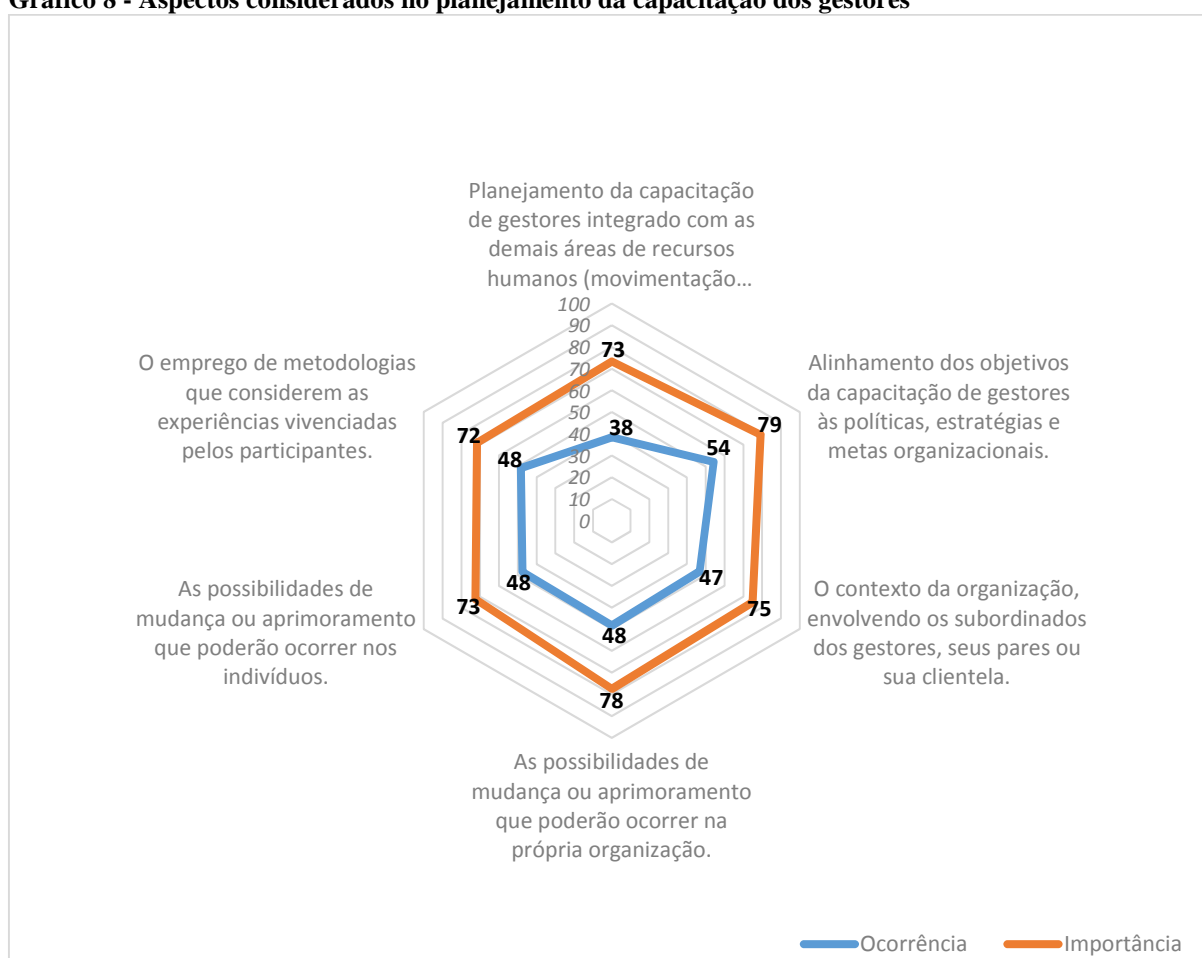 Gráfico 8 - Aspectos considerados no planejamento da capacitação dos gestores
Planejamento da capacitação
de gestores integrado com as
demais áreas de recursos
humanos (movimentação...
100
90
80
70
60
50
40
30
20
10
0
73
38
Alinhamento dos objetivos
da capacitação de gestores
às políticas, estratégias e
metas organizacionais.
79
54
O contexto da organização,
envolvendo os subordinados
dos gestores, seus pares ou
sua clientela.
47
75
As possibilidades de
mudança ou aprimoramento
que poderão ocorrer na
própria organização.
48
78
As possibilidades de
mudança ou aprimoramento
que poderão ocorrer nos
indivíduos.
48
73
O emprego de metodologias
que considerem as
experiências vivenciadas
pelos participantes.
72
48
Ocorrência
Importância